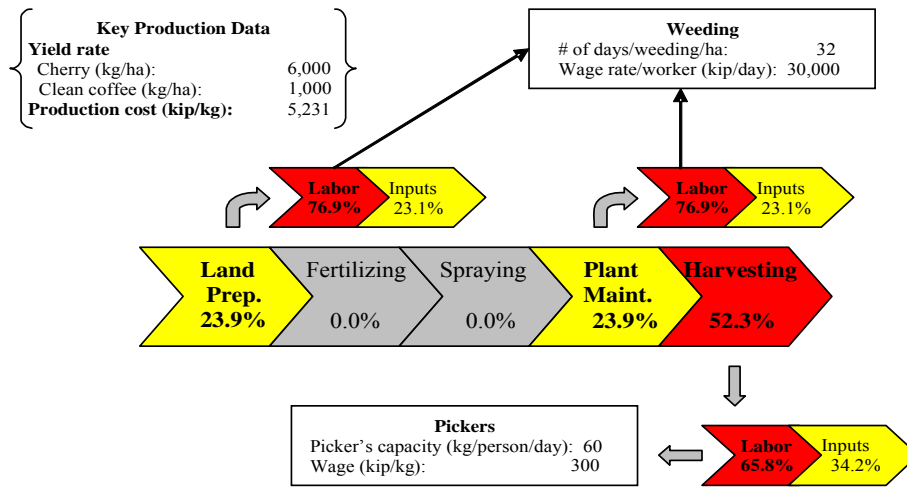 Key Production Data
Yield rate
Cherry (kg/ha): 6,000
Clean coffee (kg/ha): 1,000
Production cost (kip/kg): 5,231
Weeding
# of days/weeding/ha: 32
Wage rate/worker (kip/day): 30,000
Labor
76.9%
Inputs
23.1%
Labor
76.9%
Inputs
23.1%
Land
Prep.
23.9%
Fertilizing
0.0%
Spraying
0.0%
Plant
Maint.
23.9%
Harvesting
52.3%
Pickers
Picker's capacity (kg/person/day): 60
Wage (kip/kg): 300
Labor
65.8%
Inputs
34.2%